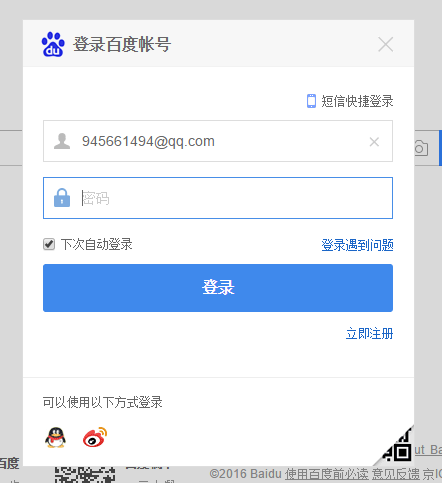 du 登录百度帐号
短信快捷登录
945661494@qq.com
密码
下次自动登录 登录遇到问题
登录
立即注册
可以使用以下方式登录
百度
©2016 Baidu 使用百度前必读 意见反馈 京IC